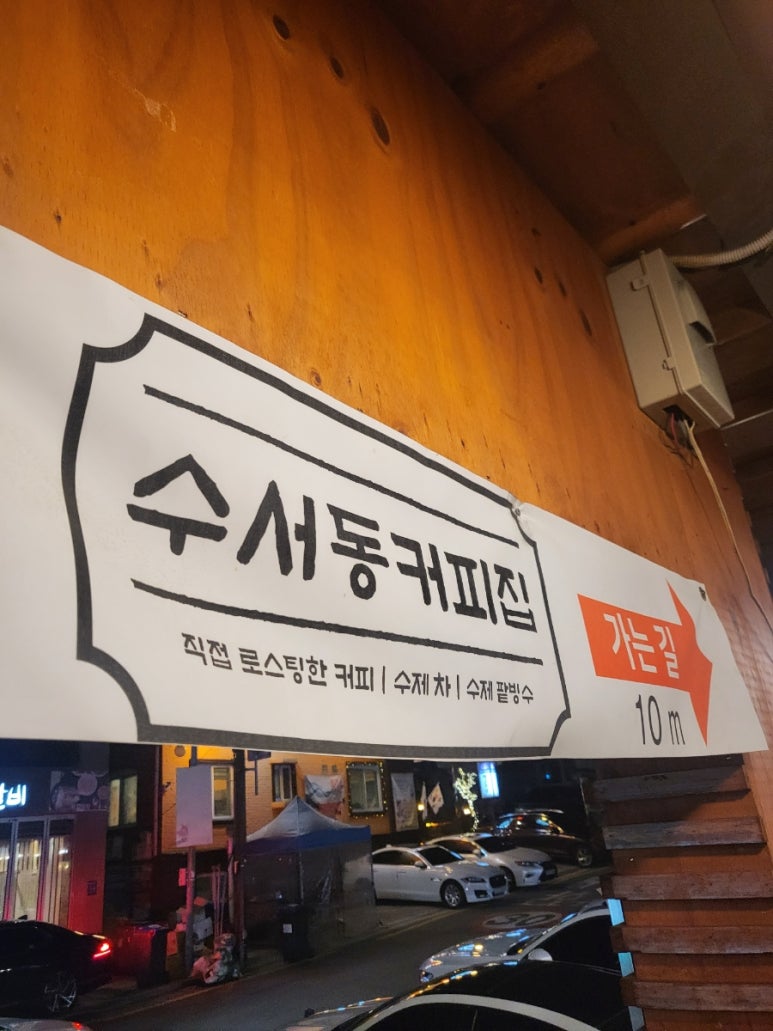 수서동커피집
직접 로스팅한 커피 | 수제 차 | 수제 팥빙수
가는길
10 m